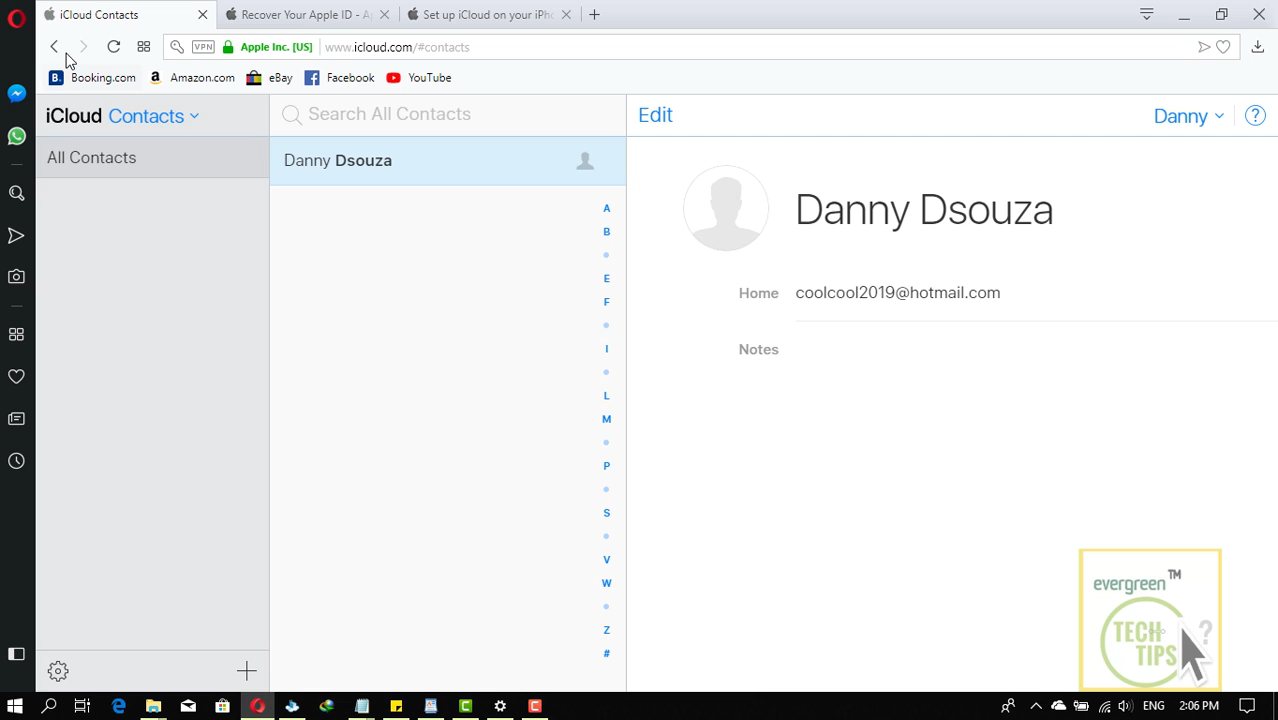 iCloud Contacts
Recover Your Apple ID - A
Set up iCloud on your iPh
VPN
Apple Inc. [US]
www.icloud.com/#contacts
B.
Booking.com
Amazon.com
eBay
Facebook
YouTube
iCloud Contacts
Search All Contacts
Edit
Danny
?
All Contacts
Danny Dsouza
Danny Dsouza
Home
coolcool2019@hotmail.com
Notes
A
B
E
F
I
L
M
P
S
V
W
Z
#
evergreen™
TECH
TIPS
?
ENG
2:06 PM